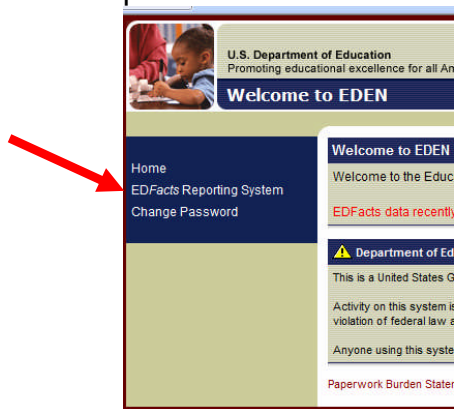 U.S. Department of Education
Promoting educational excellence for all Am
Welcome to EDEN
Home
EDFacts Reporting System
Change Password
Welcome to EDEN
Welcome to the Educ
EDFacts data recently
Department of Ed
This is a United States G
Activity on this system is
violation of federal law a
Anyone using this syste
Paperwork Burden Stater